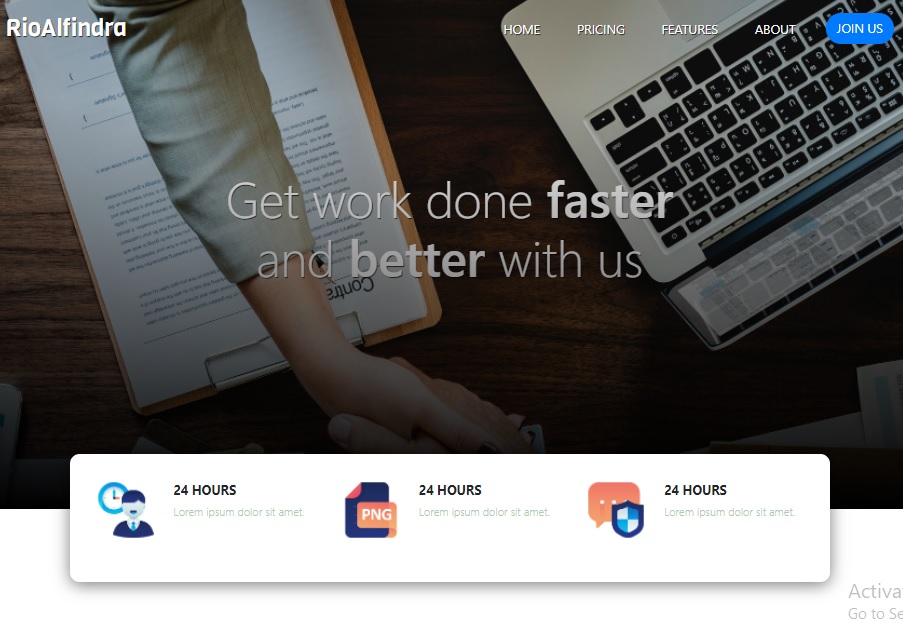 RioAlfindra
HOME PRICING FEATURES ABOUT JOIN US
Get work done faster
and better with us
Contra
24 HOURS
Lorem ipsum dolor sit amet.
PNG
24 HOURS
Lorem ipsum dolor sit amet.
24 HOURS
Lorem ipsum dolor sit amet.
Activa
Go to Se